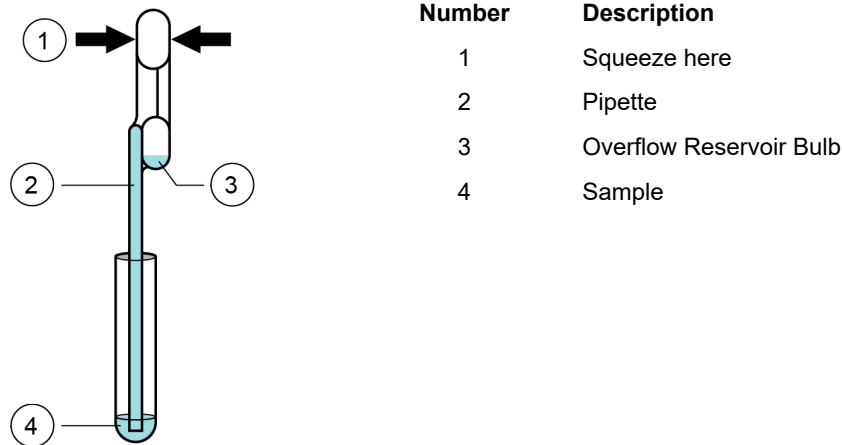 Number Description
1 Squeeze here
2 Pipette
3 Overflow Reservoir Bulb
4 Sample
1
2
3
4